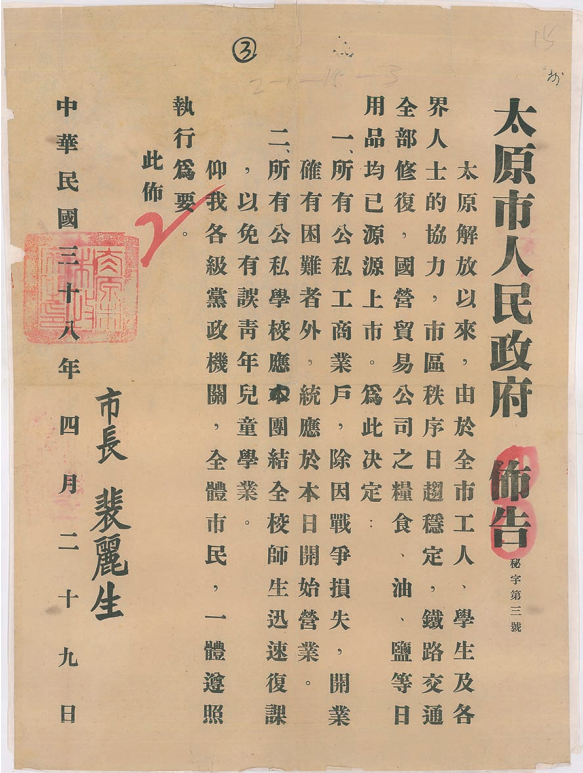 太原市人民政府 佈告
秘字第三號
太原解放以來，由於全市工人、學生及各
界人士的協力，市區秩序日趨穩定，鐵路交通
全部修復，國營貿易公司之糧食、油、鹽等日
用品均已源源上市。爲此決定：
一、所有公私工商業戶，除因戰爭損失，開業
確有困難者外，統應於本日開始營業。
二、所有公私學校應團結全校師生迅速復課
，以免有誤靑年兒童學業。
仰我各級黨政機關，全體市民，一體遵照
執行爲要。
此佈
市長 裴麗生
中華民國三十八年四月二十九日
③
2-1-15-3
15
2